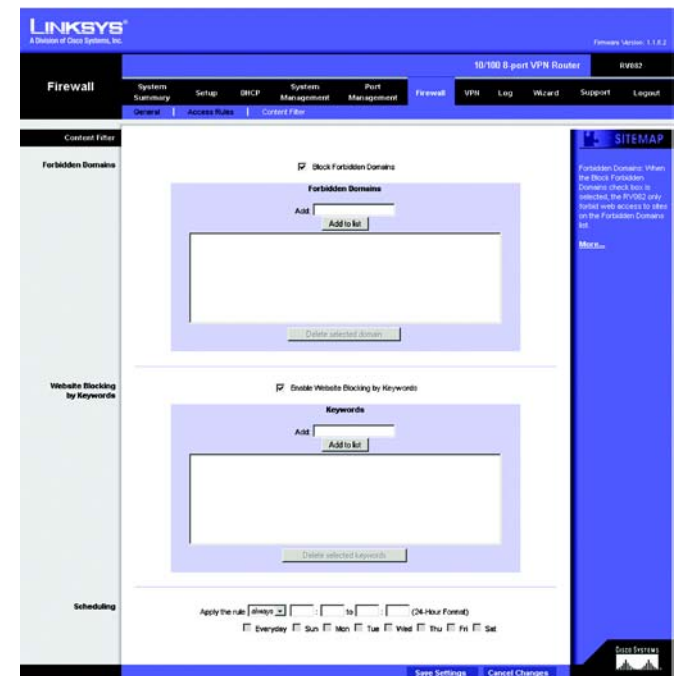 LINKSYS®
A Division of Cisco Systems, Inc.
Firmware Version: 1.1.6.2
10/100 8-port VPN Router
RV082
Firewall
System Summary
Setup
DHCP
System Management
Port Management
Firewall
VPN
Log
Wizard
Support
Logout
General | Access Rules | Content Filter
Content Filter
SITEMAP
Forbidden Domains
Block Forbidden Domains
Forbidden Domains
Add:
Add to list
Delete selected domain
Forbidden Domains: When
the Block Forbidden
Domains check box is
selected, the RV082 only
forbid web access to sites
on the Forbidden Domains
list.
More...
Website Blocking
by Keywords
Enable Website Blocking by Keywords
Keywords
Add:
Add to list
Delete selected keywords
Scheduling
Apply the rule always : to : (24-Hour Format)
Everyday Sun Mon Tue Wed Thu Fri Sat
Save Settings
Cancel Changes
CISCO SYSTEMS